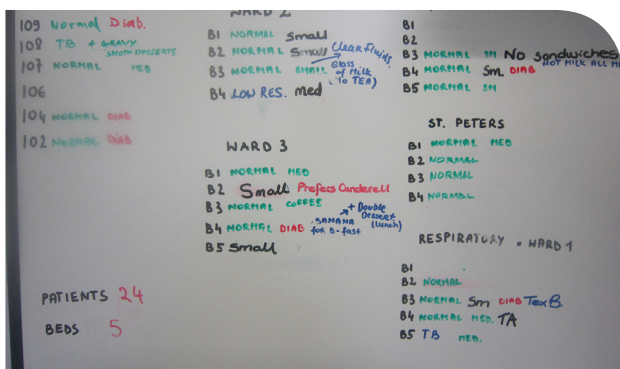 109 Normal Diab.
108 TB + GRAVY
SMOOTH DESSERTS
107 NORMAL MED
106
104 NORMAL DIAB
102 NORMAL DIAB
PATIENTS 24
BEDS 5
WARD 2
B1 NORMAL Small
B2 NORMAL Small Clear Fluids
B3 NORMAL SMALL Glass of Milk (to TEA)
B4 LOW RES. med
WARD 3
B1 NORMAL MED
B2 Small Prefers Canderell
B3 NORMAL COFFEE
B4 NORMAL DIAB BANANA for B-fast + Double Dessert (lunch)
B5 Small
B1
B2
B3 NORMAL SM No sandwiches
B4 NORMAL Sm. DIAB HOT MILK ALL
B5 NORMAL SM
ST. PETERS
B1 NORMAL MED
B2 NORMAL
B3 NORMAL
B4 NORMAL
RESPIRATORY - WARD 1
B1
B2 NORMAL
B3 NORMAL Sm DIAB
B4 NORMAL MED. TA
B5 TB MED.